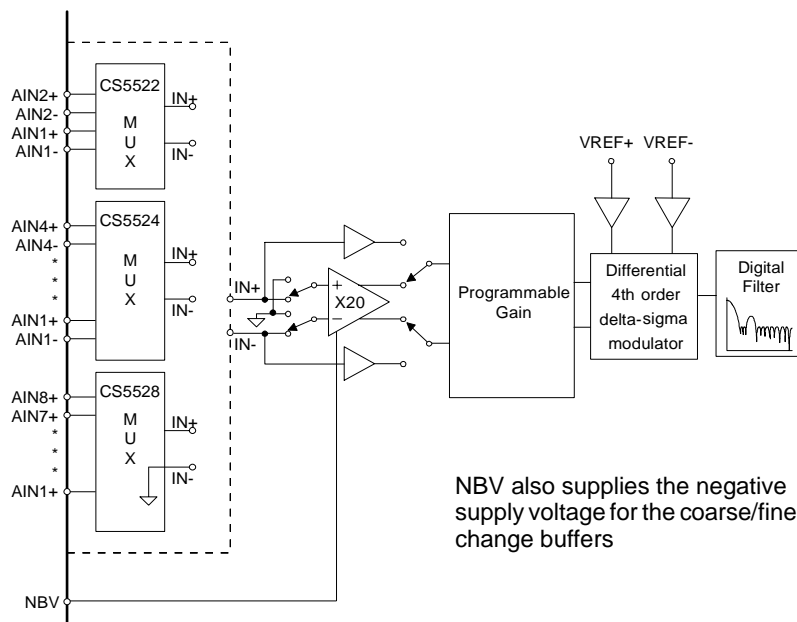 CS5522
AIN2+
AIN2-
AIN1+
AIN1-
M
U
X
IN+
IN-
CS5524
AIN4+
AIN4-
*
*
*
AIN1+
AIN1-
M
U
X
IN+
IN-
CS5528
AIN8+
AIN7+
*
*
*
AIN1+
M
U
X
IN+
IN-
NBV
IN+
IN-
+
X20
−
Programmable
Gain
VREF+ VREF-
Differential
4th order
delta-sigma
modulator
Digital
Filter
NBV also supplies the negative
supply voltage for the coarse/fine
change buffers